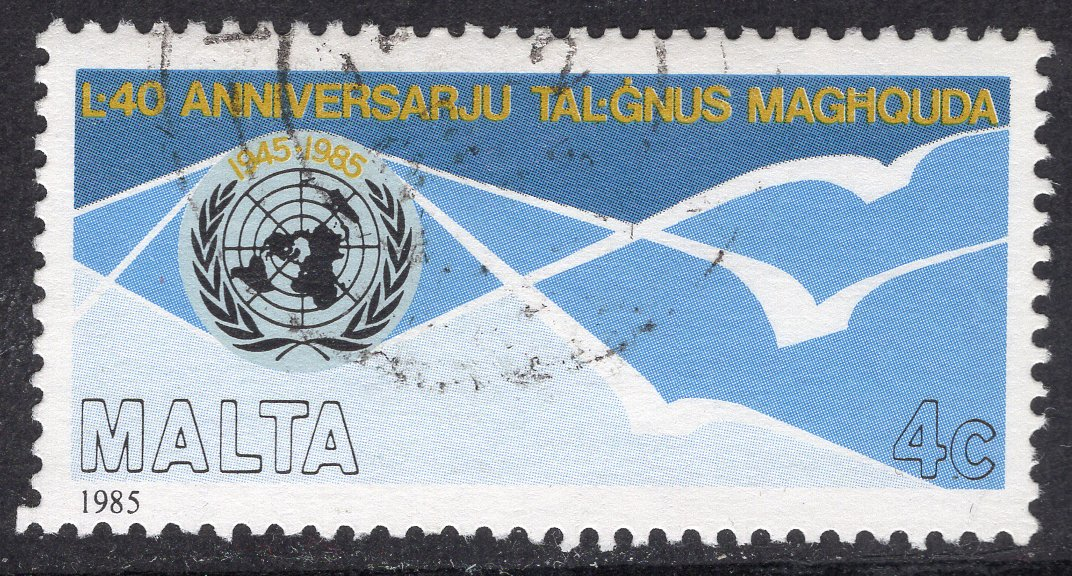 L·40 ANNIVERSARJU TAL·ĠNUS MAGĦQUDA
1945·1985
MALTA
4c
1985